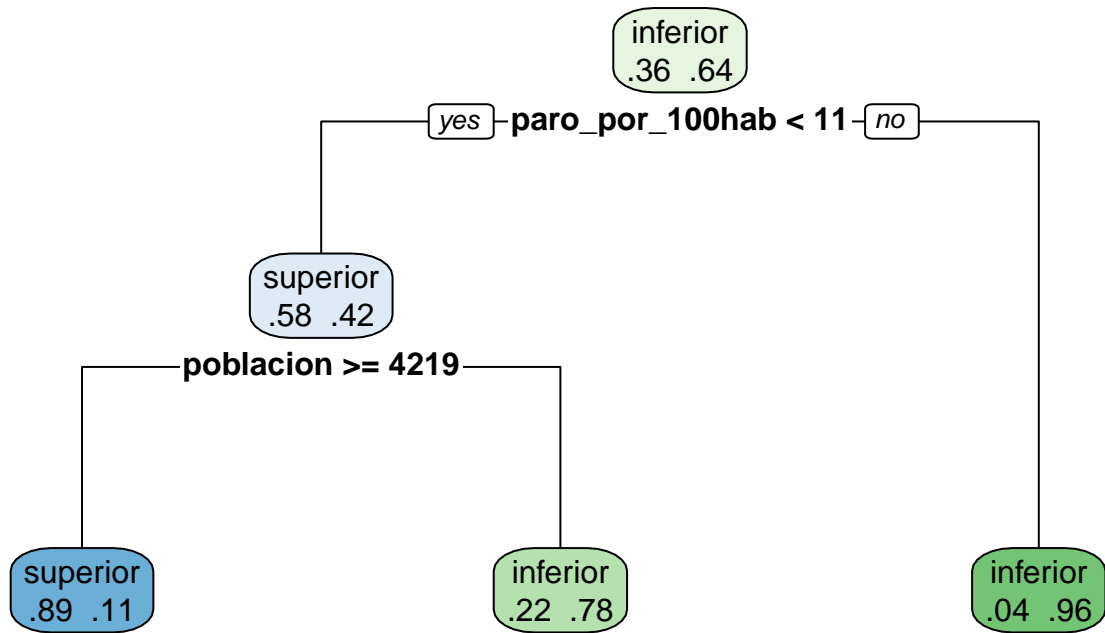 inferior
.36 .64
yes paro_por_100hab < 11 no
superior
.58 .42
poblacion >= 4219
superior
.89 .11
inferior
.22 .78
inferior
.04 .96